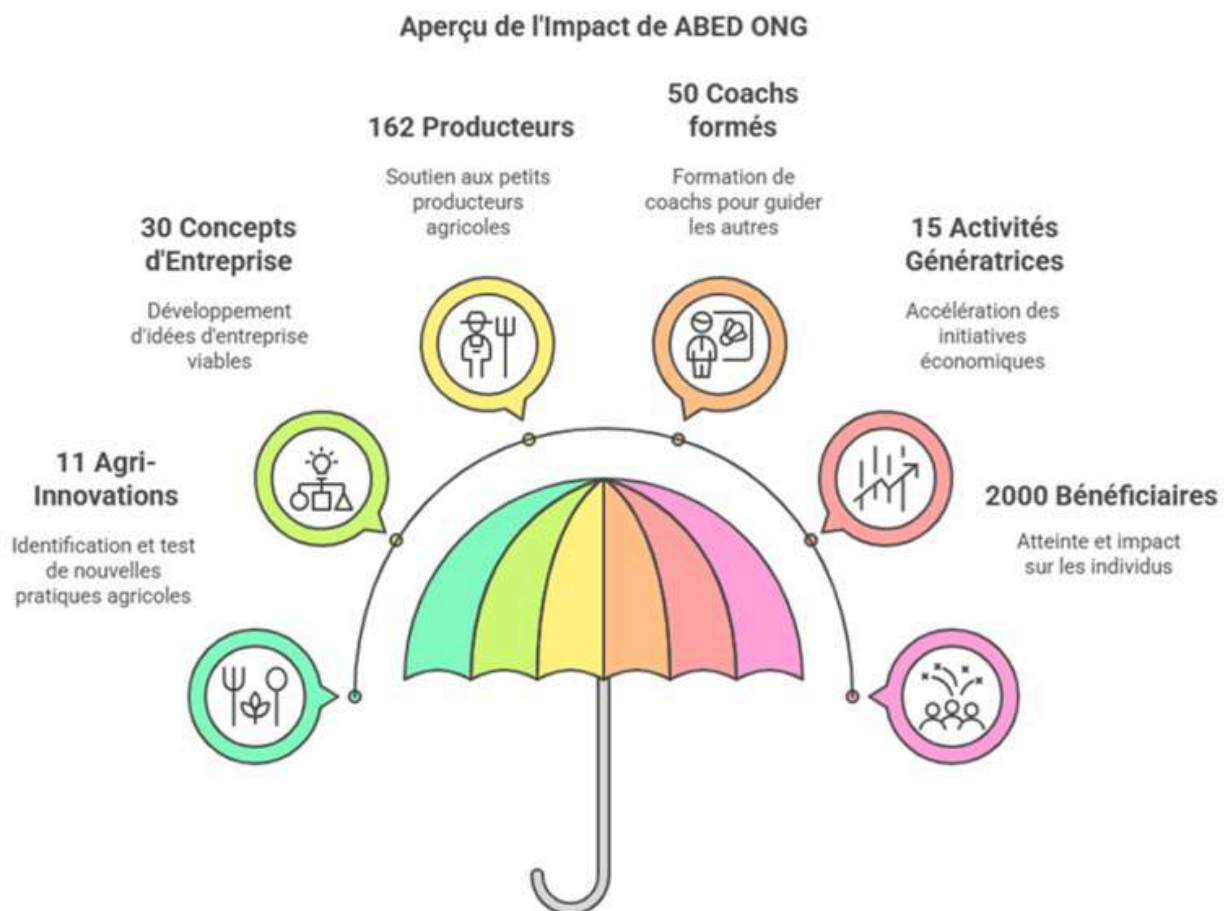 Aperçu de l'Impact de ABED ONG
11 Agri-
Innovations
Identification et test
de nouvelles
pratiques agricoles
30 Concepts
d'Entreprise
Développement
d'idées d'entreprise
viables
162 Producteurs
Soutien aux petits
producteurs
agricoles
50 Coachs
formés
Formation de
coachs pour guider
les autres
15 Activités
Génératrices
Accélération des
initiatives
économiques
2000 Bénéficiaires
Atteinte et impact
sur les individus